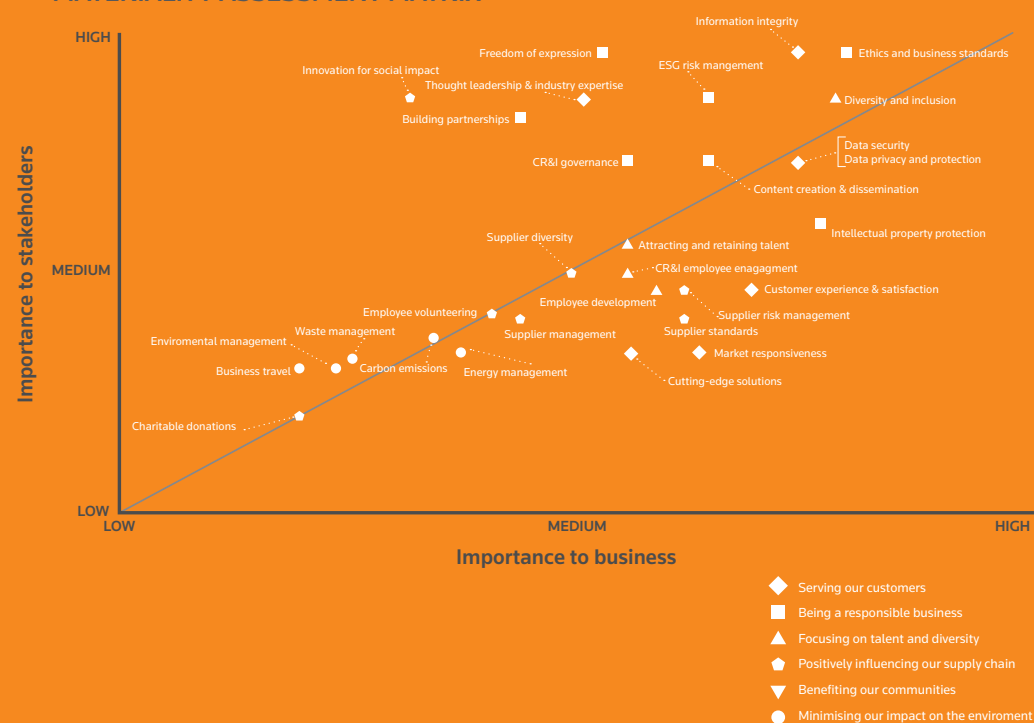 HIGH
Information integrity
Freedom of expression
Ethics and business standards
ESG risk mangement
Innovation for social impact
Thought leadership & industry expertise
Diversity and inclusion
Building partnerships
Data security
Data privacy and protection
CR&I governance
Content creation & dissemination
Importance to stakeholders
Intellectual property protection
Supplier diversity
Attracting and retaining talent
MEDIUM
CR&I employee enagagment
Customer experience & satisfaction
Employee development
Employee volunteering
Supplier risk management
Waste management
Supplier management
Supplier standards
Enviromental management
Market responsiveness
Business travel
Carbon emissions
Energy management
Cutting-edge solutions
Charitable donations
LOW
LOW
MEDIUM
HIGH
Importance to business
Serving our customers
Being a responsible business
Focusing on talent and diversity
Positively influencing our supply chain
Benefiting our communities
Minimising our impact on the enviroment